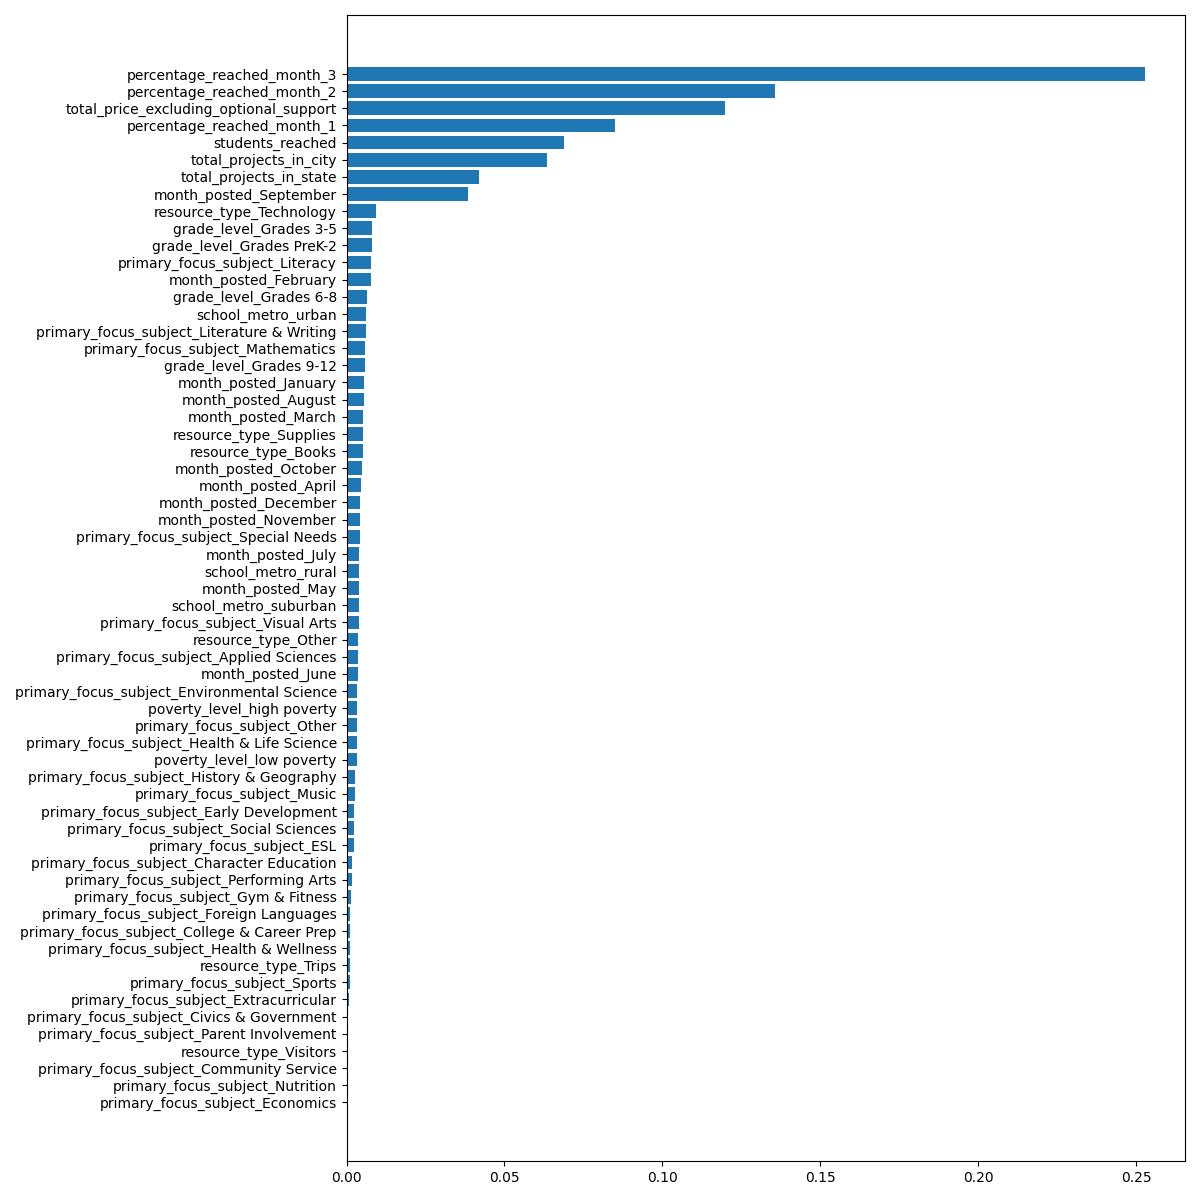 percentage_reached_month_3
percentage_reached_month_2
total_price_excluding_optional_support
percentage_reached_month_1
students_reached
total_projects_in_city
total_projects_in_state
month_posted_September
resource_type_Technology
grade_level_Grades 3-5
grade_level_Grades PreK-2
primary_focus_subject_Literacy
month_posted_February
grade_level_Grades 6-8
school_metro_urban
primary_focus_subject_Literature & Writing
primary_focus_subject_Mathematics
grade_level_Grades 9-12
month_posted_January
month_posted_August
month_posted_March
resource_type_Supplies
resource_type_Books
month_posted_October
month_posted_April
month_posted_December
month_posted_November
primary_focus_subject_Special Needs
month_posted_July
school_metro_rural
month_posted_May
school_metro_suburban
primary_focus_subject_Visual Arts
resource_type_Other
primary_focus_subject_Applied Sciences
month_posted_June
primary_focus_subject_Environmental Science
poverty_level_high poverty
primary_focus_subject_Other
primary_focus_subject_Health & Life Science
poverty_level_low poverty
primary_focus_subject_History & Geography
primary_focus_subject_Music
primary_focus_subject_Early Development
primary_focus_subject_Social Sciences
primary_focus_subject_ESL
primary_focus_subject_Character Education
primary_focus_subject_Performing Arts
primary_focus_subject_Gym & Fitness
primary_focus_subject_Foreign Languages
primary_focus_subject_College & Career Prep
primary_focus_subject_Health & Wellness
resource_type_Trips
primary_focus_subject_Sports
primary_focus_subject_Extracurricular
primary_focus_subject_Civics & Government
primary_focus_subject_Parent Involvement
resource_type_Visitors
primary_focus_subject_Community Service
primary_focus_subject_Nutrition
primary_focus_subject_Economics
0.00 0.05 0.10 0.15 0.20 0.25